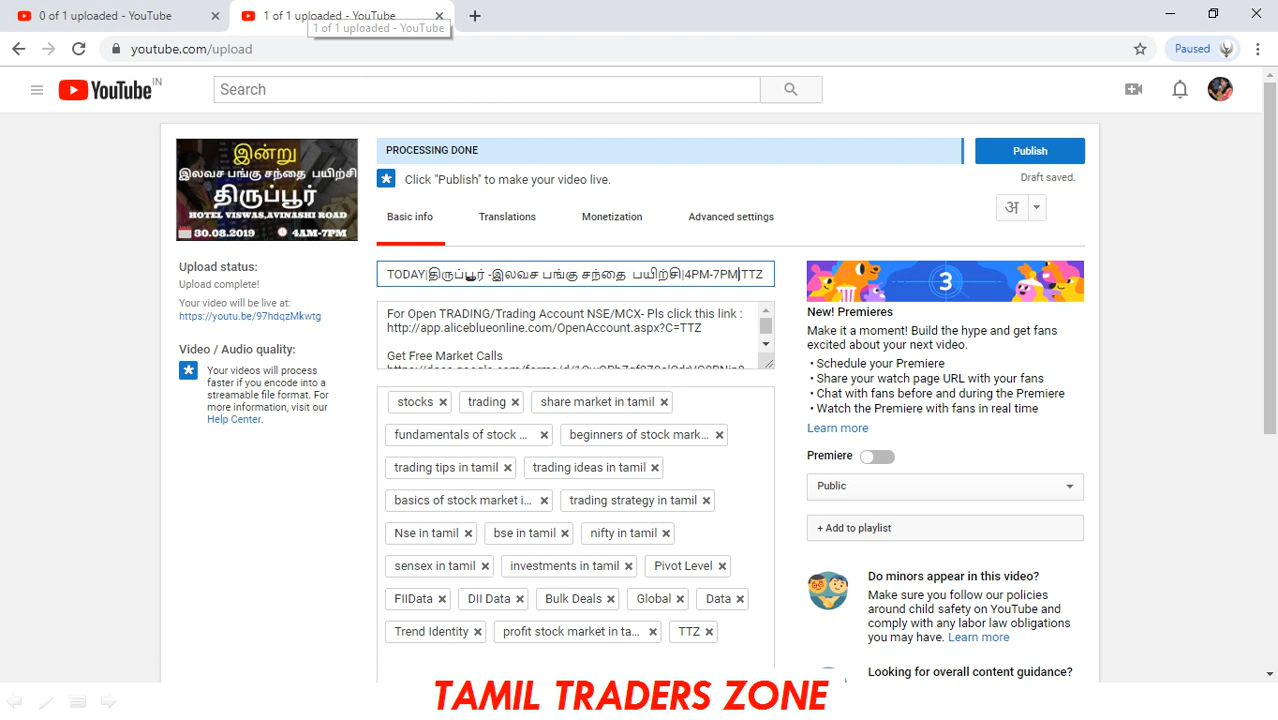 0 of 1 uploaded - YouTube
1 of 1 uploaded - YouTube
1 of 1 uploaded - YouTube
youtube.com/upload
Paused
YouTube IN
Search
இன்று
இலவச பங்கு சந்தை பயிற்சி
திருப்பூர்
HOTEL VISWAS,AVINASHI ROAD
30.08.2019 4AM-7PM
PROCESSING DONE
Publish
Click "Publish" to make your video live.
Draft saved.
Basic info
Translations
Monetization
Advanced settings
अ
Upload status:
Upload complete!
Your video will be live at:
https://youtu.be/97hdqzMkwtg
Video / Audio quality:
Your videos will process
faster if you encode into a
streamable file format. For
more information, visit our
Help Center.
TODAY|திருப்பூர் -இலவச பங்கு சந்தை பயிற்சி|4PM-7PM|TTZ
For Open TRADING/Trading Account NSE/MCX- Pls click this link :
http://app.aliceblueonline.com/OpenAccount.aspx?C=TTZ
Get Free Market Calls
stocks
trading
share market in tamil
fundamentals of stock ...
beginners of stock mark...
trading tips in tamil
trading ideas in tamil
basics of stock market i...
trading strategy in tamil
Nse in tamil
bse in tamil
nifty in tamil
sensex in tamil
investments in tamil
Pivot Level
FIIData
DII Data
Bulk Deals
Global
Data
Trend Identity
profit stock market in ta...
TTZ
3
New! Premieres
Make it a moment! Build the hype and get fans
excited about your next video.
• Schedule your Premiere
• Share your watch page URL with your fans
• Chat with fans before and during the Premiere
• Watch the Premiere with fans in real time
Learn more
Premiere
Public
+ Add to playlist
Do minors appear in this video?
Make sure you follow our policies
around child safety on YouTube and
comply with any labor law obligations
you may have. Learn more
Looking for overall content guidance?
TAMIL TRADERS ZONE